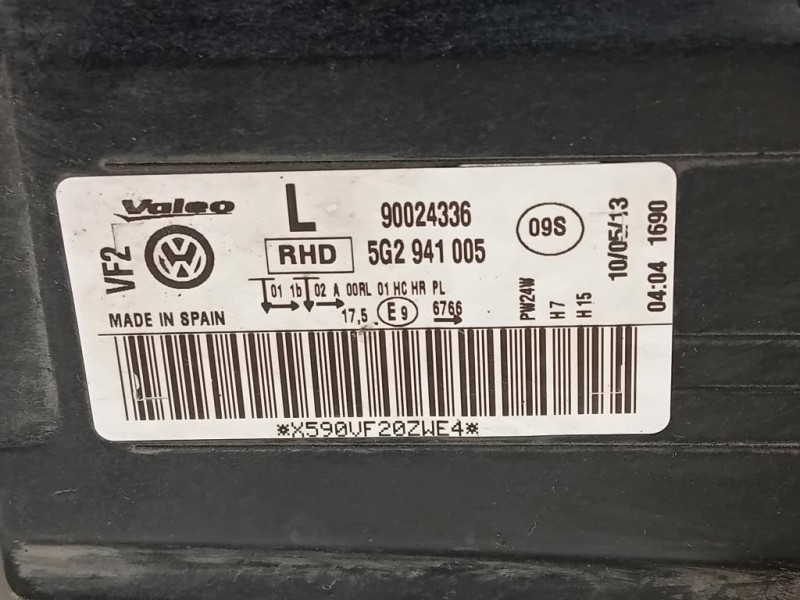 Valeo
L
90024336
VF2
RHD
5G2 941 005
09S
01 1b 02 A 00RL 01 HC HR PL
MADE IN SPAIN
17,5
E9
6766
PW24W
H7
H15
10/05/13
04:04 1690
*X590VF20ZWE4*